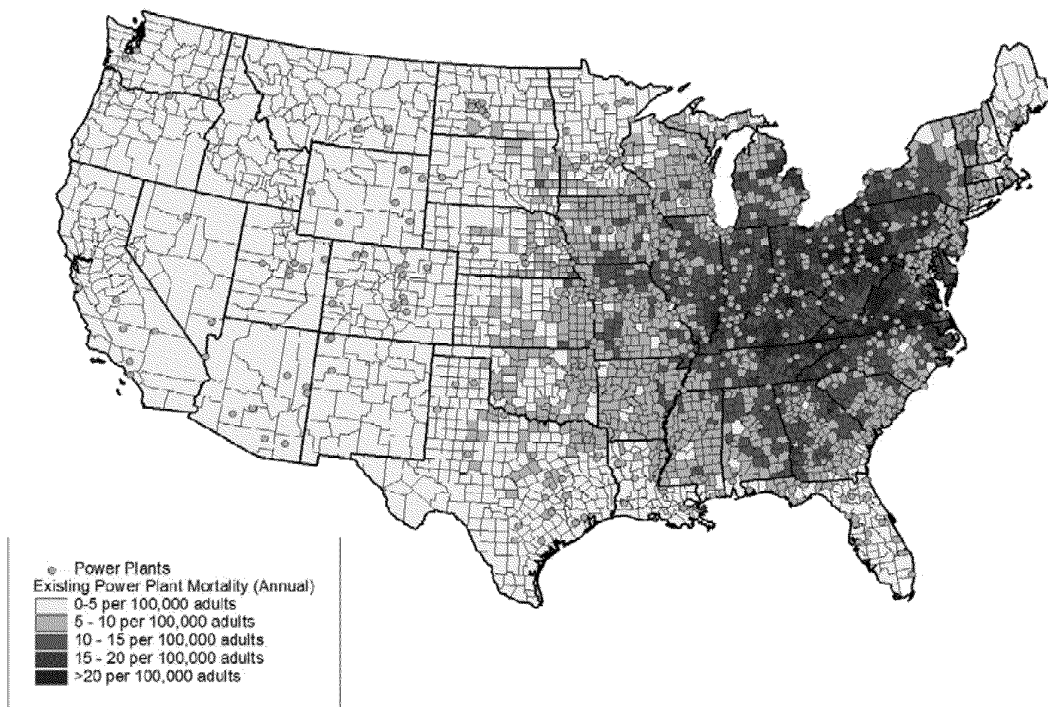 Power Plants
Existing Power Plant Mortality (Annual)
0-5 per 100,000 adults
5 - 10 per 100,000 adults
10 - 15 per 100,000 adults
15 - 20 per 100,000 adults
>20 per 100,000 adults